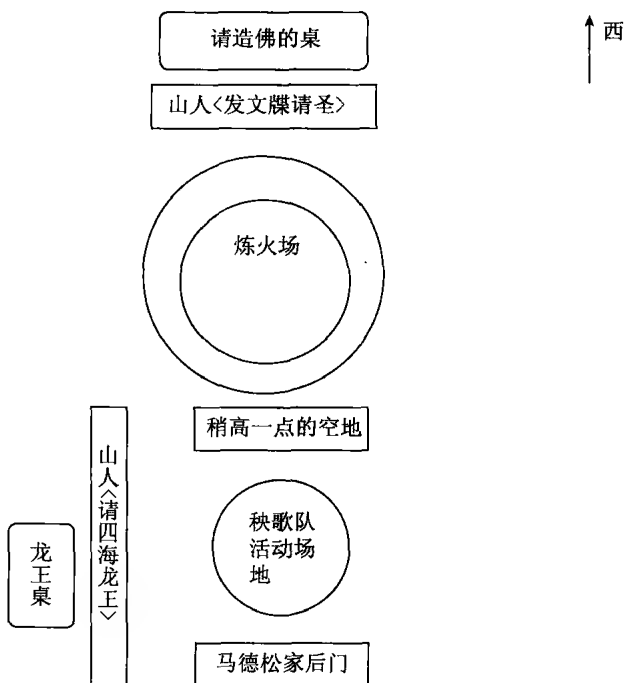 请造佛的桌
西
山人<发文牒请圣>
炼火场
稍高一点的空地
山人<请四海龙王>
龙王桌
秧歌队
活动场
地
马德松家后门